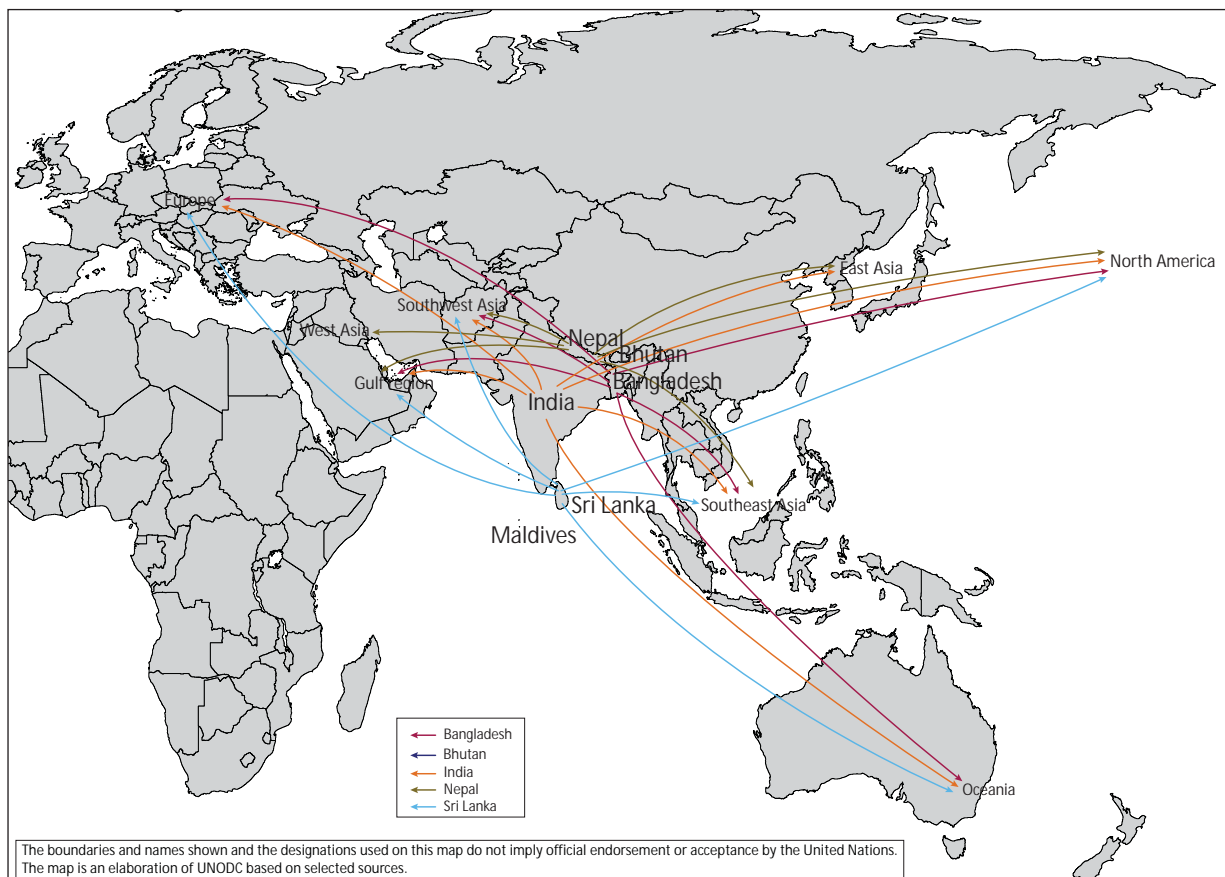 Europe
East Asia
North America
Southwest Asia
West Asia
Nepal
Bhutan
Gulf region
Bangladesh
India
Sri Lanka
Southeast Asia
Maldives
Bangladesh
Bhutan
India
Nepal
Sri Lanka
Oceania
The boundaries and names shown and the designations used on this map do not imply official endorsement or acceptance by the United Nations.
The map is an elaboration of UNODC based on selected sources.